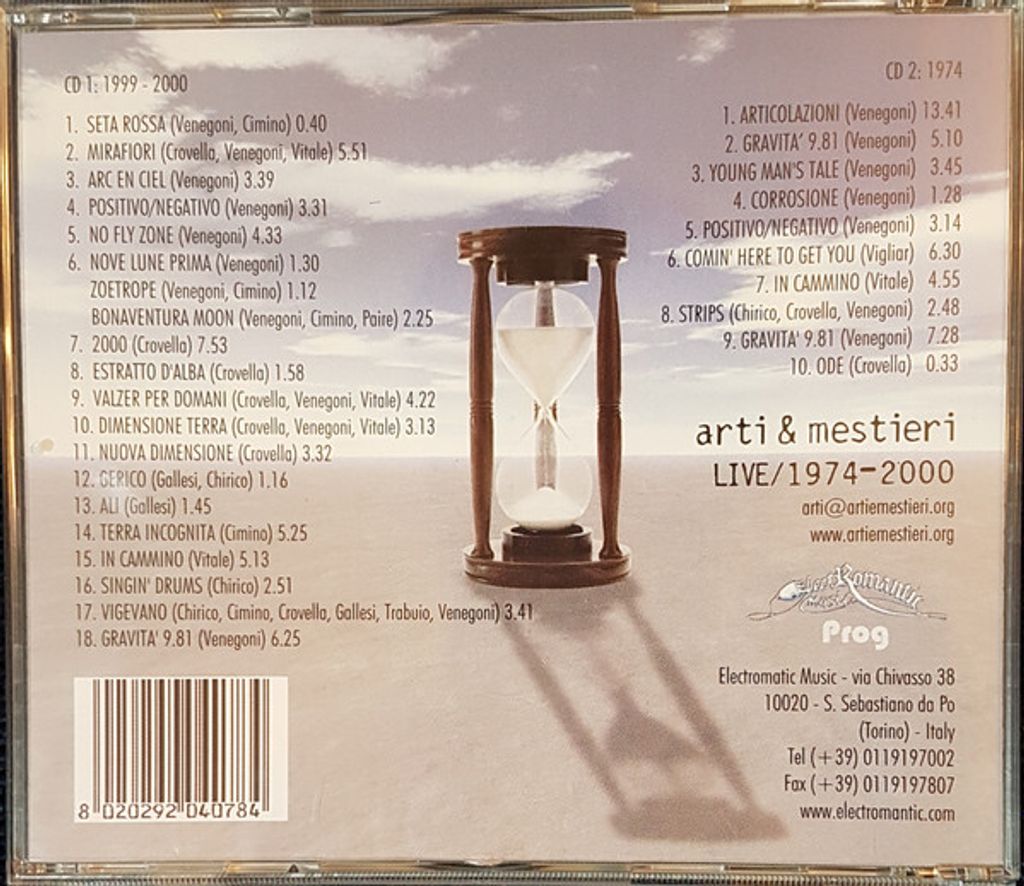 CD 1: 1999 - 2000
1. SETA ROSSA (Venegoni, Cimino) 0.40
2. MIRAFIORI (Crovella, Venegoni, Vitale) 5.51
3. ARC EN CIEL (Venegoni) 3.39
4. POSITIVO/NEGATIVO (Venegoni) 3.31
5. NO FLY ZONE (Venegoni) 4.33
6. NOVE LUNE PRIMA (Venegoni) 1.30
ZOETROPE (Venegoni, Cimino) 1.12
BONAVENTURA MOON (Venegoni, Cimino, Paire) 2.25
7. 2000 (Crovella) 7.53
8. ESTRATTO D'ALBA (Crovella) 1.58
9. VALZER PER DOMANI (Crovella, Venegoni, Vitale) 4.22
10. DIMENSIONE TERRA (Crovella, Venegoni, Vitale) 3.13
11. NUOVA DIMENSIONE (Crovella) 3.32
12. GERICO (Gallesi, Chirico) 1.16
13. ALI (Gallesi) 1.45
14. TERRA INCOGNITA (Cimino) 5.25
15. IN CAMMINO (Vitale) 5.13
16. SINGIN' DRUMS (Chirico) 2.51
17. VIGEVANO (Chirico, Cimino, Crovella, Gallesi, Trabuio, Venegoni) 3.41
18. GRAVITA' 9.81 (Venegoni) 6.25
8 020292 040784
CD 2: 1974
1. ARTICOLAZIONI (Venegoni) 13.41
2. GRAVITA' 9.81 (Venegoni) 5.10
3. YOUNG MAN'S TALE (Venegoni) 3.45
4. CORROSIONE (Venegoni) 1.28
5. POSITIVO/NEGATIVO (Venegoni) 3.14
6. COMIN' HERE TO GET YOU (Vigliar) 6.30
7. IN CAMMINO (Vitale) 4.55
8. STRIPS (Chirico, Crovella, Venegoni) 2.48
9. GRAVITA' 9.81 (Venegoni) 7.28
10. ODE (Crovella) 0.33
arti & mestieri
LIVE/1974-2000
arti@artiemestieri.org
www.artiemestieri.org
ElectRomantic
Music
Prog
Electromatic Music - via Chivasso 38
10020 - S. Sebastiano da Po
(Torino) - Italy
Tel (+39) 0119197002
Fax (+39) 0119197807
www.electromantic.com